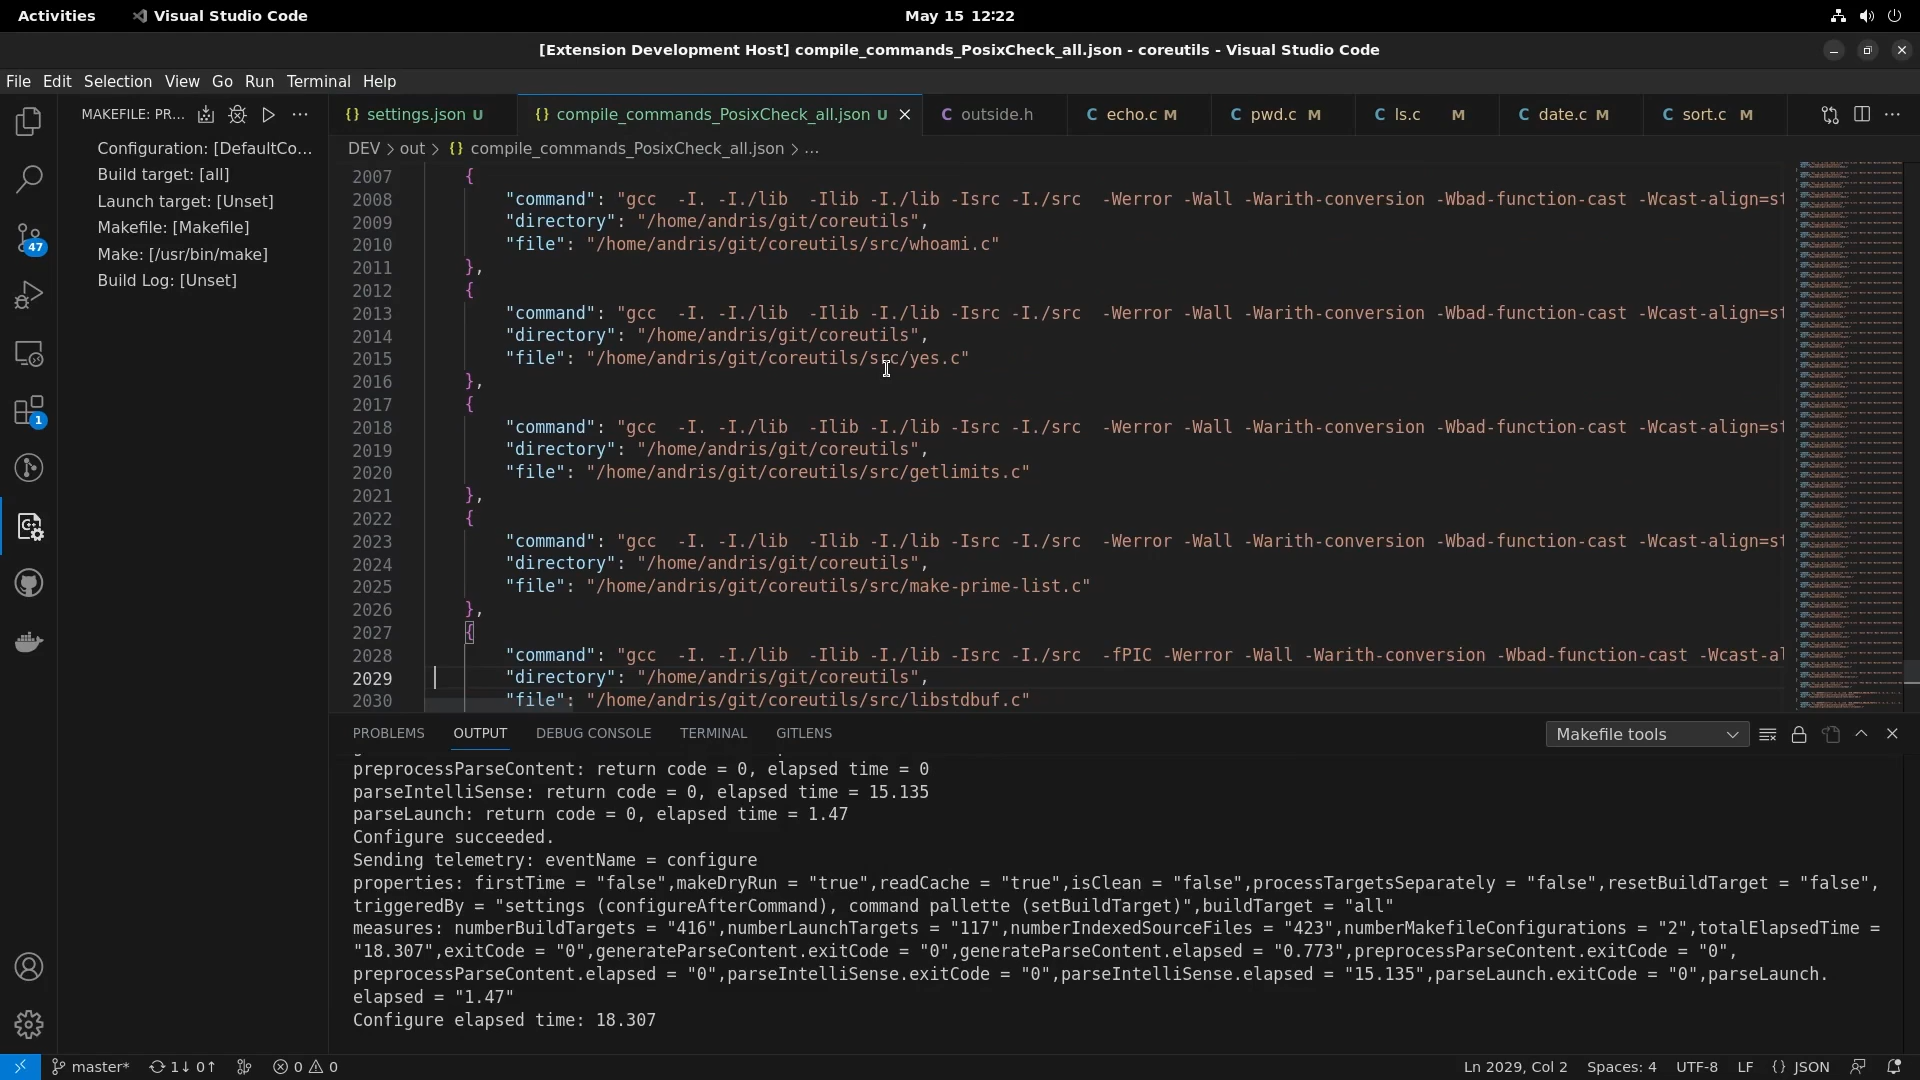 Activities Visual Studio Code May 15 12:22
[Extension Development Host] compile_commands_PosixCheck_all.json - coreutils - Visual Studio Code
File Edit Selection View Go Run Terminal Help
MAKEFILE: PR...
Configuration: [DefaultCo...
Build target: [all]
Launch target: [Unset]
Makefile: [Makefile]
Make: [/usr/bin/make]
Build Log: [Unset]
47
1
{} settings.json U {} compile_commands_PosixCheck_all.json U C outside.h C echo.c M C pwd.c M C ls.c M C date.c M C sort.c M
DEV > out > {} compile_commands_PosixCheck_all.json > ...
2007 {
2008 "command": "gcc  -I. -I./lib  -Ilib -I./lib -Isrc -I./src  -Werror -Wall -Warith-conversion -Wbad-function-cast -Wcast-align=st
2009 "directory": "/home/andris/git/coreutils",
2010 "file": "/home/andris/git/coreutils/src/whoami.c"
2011 },
2012 {
2013 "command": "gcc  -I. -I./lib  -Ilib -I./lib -Isrc -I./src  -Werror -Wall -Warith-conversion -Wbad-function-cast -Wcast-align=st
2014 "directory": "/home/andris/git/coreutils",
2015 "file": "/home/andris/git/coreutils/src/yes.c"
2016 },
2017 {
2018 "command": "gcc  -I. -I./lib  -Ilib -I./lib -Isrc -I./src  -Werror -Wall -Warith-conversion -Wbad-function-cast -Wcast-align=st
2019 "directory": "/home/andris/git/coreutils",
2020 "file": "/home/andris/git/coreutils/src/getlimits.c"
2021 },
2022 {
2023 "command": "gcc  -I. -I./lib  -Ilib -I./lib -Isrc -I./src  -Werror -Wall -Warith-conversion -Wbad-function-cast -Wcast-align=st
2024 "directory": "/home/andris/git/coreutils",
2025 "file": "/home/andris/git/coreutils/src/make-prime-list.c"
2026 },
2027 {
2028 "command": "gcc  -I. -I./lib  -Ilib -I./lib -Isrc -I./src  -fPIC -Werror -Wall -Warith-conversion -Wbad-function-cast -Wcast-al
2029 "directory": "/home/andris/git/coreutils",
2030 "file": "/home/andris/git/coreutils/src/libstdbuf.c"
PROBLEMS OUTPUT DEBUG CONSOLE TERMINAL GITLENS Makefile tools
preprocessParseContent: return code = 0, elapsed time = 0
parseIntelliSense: return code = 0, elapsed time = 15.135
parseLaunch: return code = 0, elapsed time = 1.47
Configure succeeded.
Sending telemetry: eventName = configure
properties: firstTime = "false",makeDryRun = "true",readCache = "true",isClean = "false",processTargetsSeparately = "false",resetBuildTarget = "false",
triggeredBy = "settings (configureAfterCommand), command pallette (setBuildTarget)",buildTarget = "all"
measures: numberBuildTargets = "416",numberLaunchTargets = "117",numberIndexedSourceFiles = "423",numberMakefileConfigurations = "2",totalElapsedTime =
"18.307",exitCode = "0",generateParseContent.exitCode = "0",generateParseContent.elapsed = "0.773",preprocessParseContent.exitCode = "0",
preprocessParseContent.elapsed = "0",parseIntelliSense.exitCode = "0",parseIntelliSense.elapsed = "15.135",parseLaunch.exitCode = "0",parseLaunch.
elapsed = "1.47"
Configure elapsed time: 18.307
master* 1↓ 0↑ 0 0 Ln 2029, Col 2 Spaces: 4 UTF-8 LF {} JSON